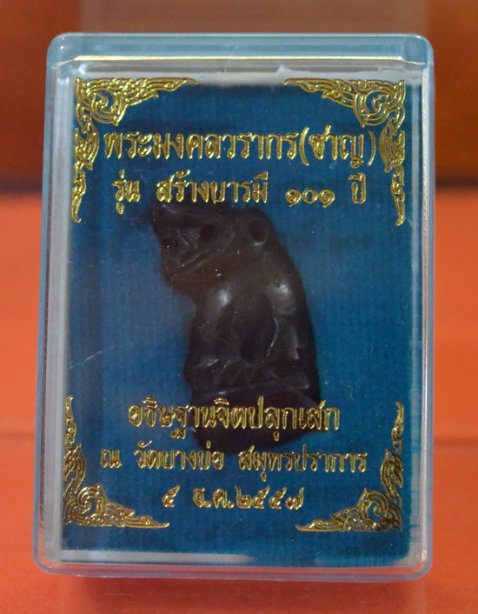 พระมงคลวรากร(ชาญ)
รุ่น สร้างบารมี ๑๐๑ ปี
อธิษฐานจิตปลุกเสก
ณ วัดบางบ่อ สมุทรปราการ
๕ ธ.ค.๒๕๕๗